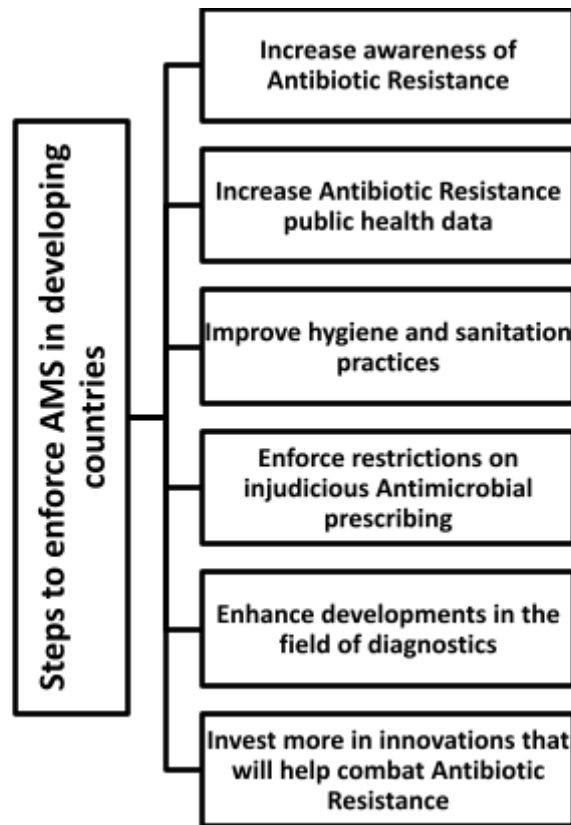 Steps to enforce AMS in developing
countries
Increase awareness of
Antibiotic Resistance
Increase Antibiotic Resistance
public health data
Improve hygiene and sanitation
practices
Enforce restrictions on
injudicious Antimicrobial
prescribing
Enhance developments in the
field of diagnostics
Invest more in innovations that
will help combat Antibiotic
Resistance